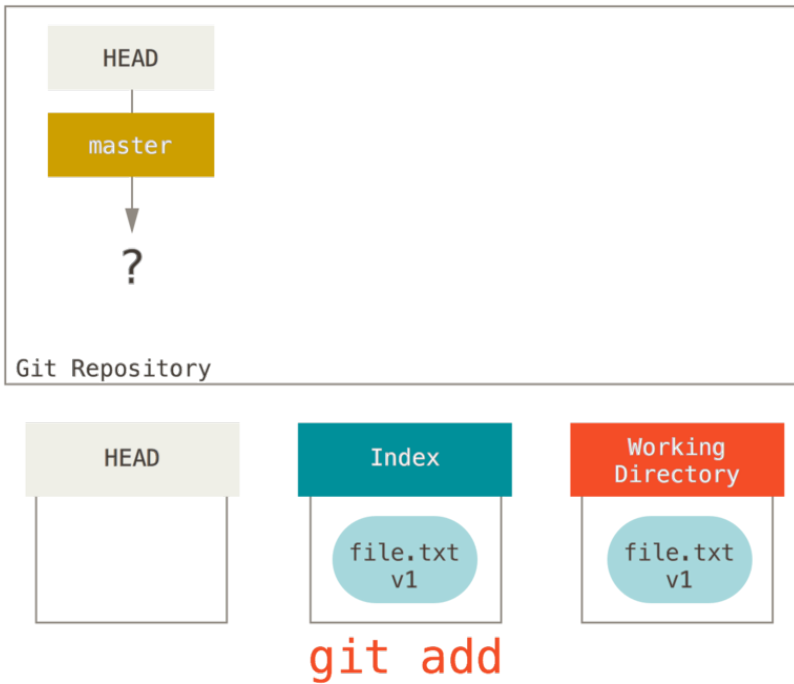 HEAD
master
?
Git Repository
HEAD
Index
Working
Directory
file.txt
v1
file.txt
v1
git add